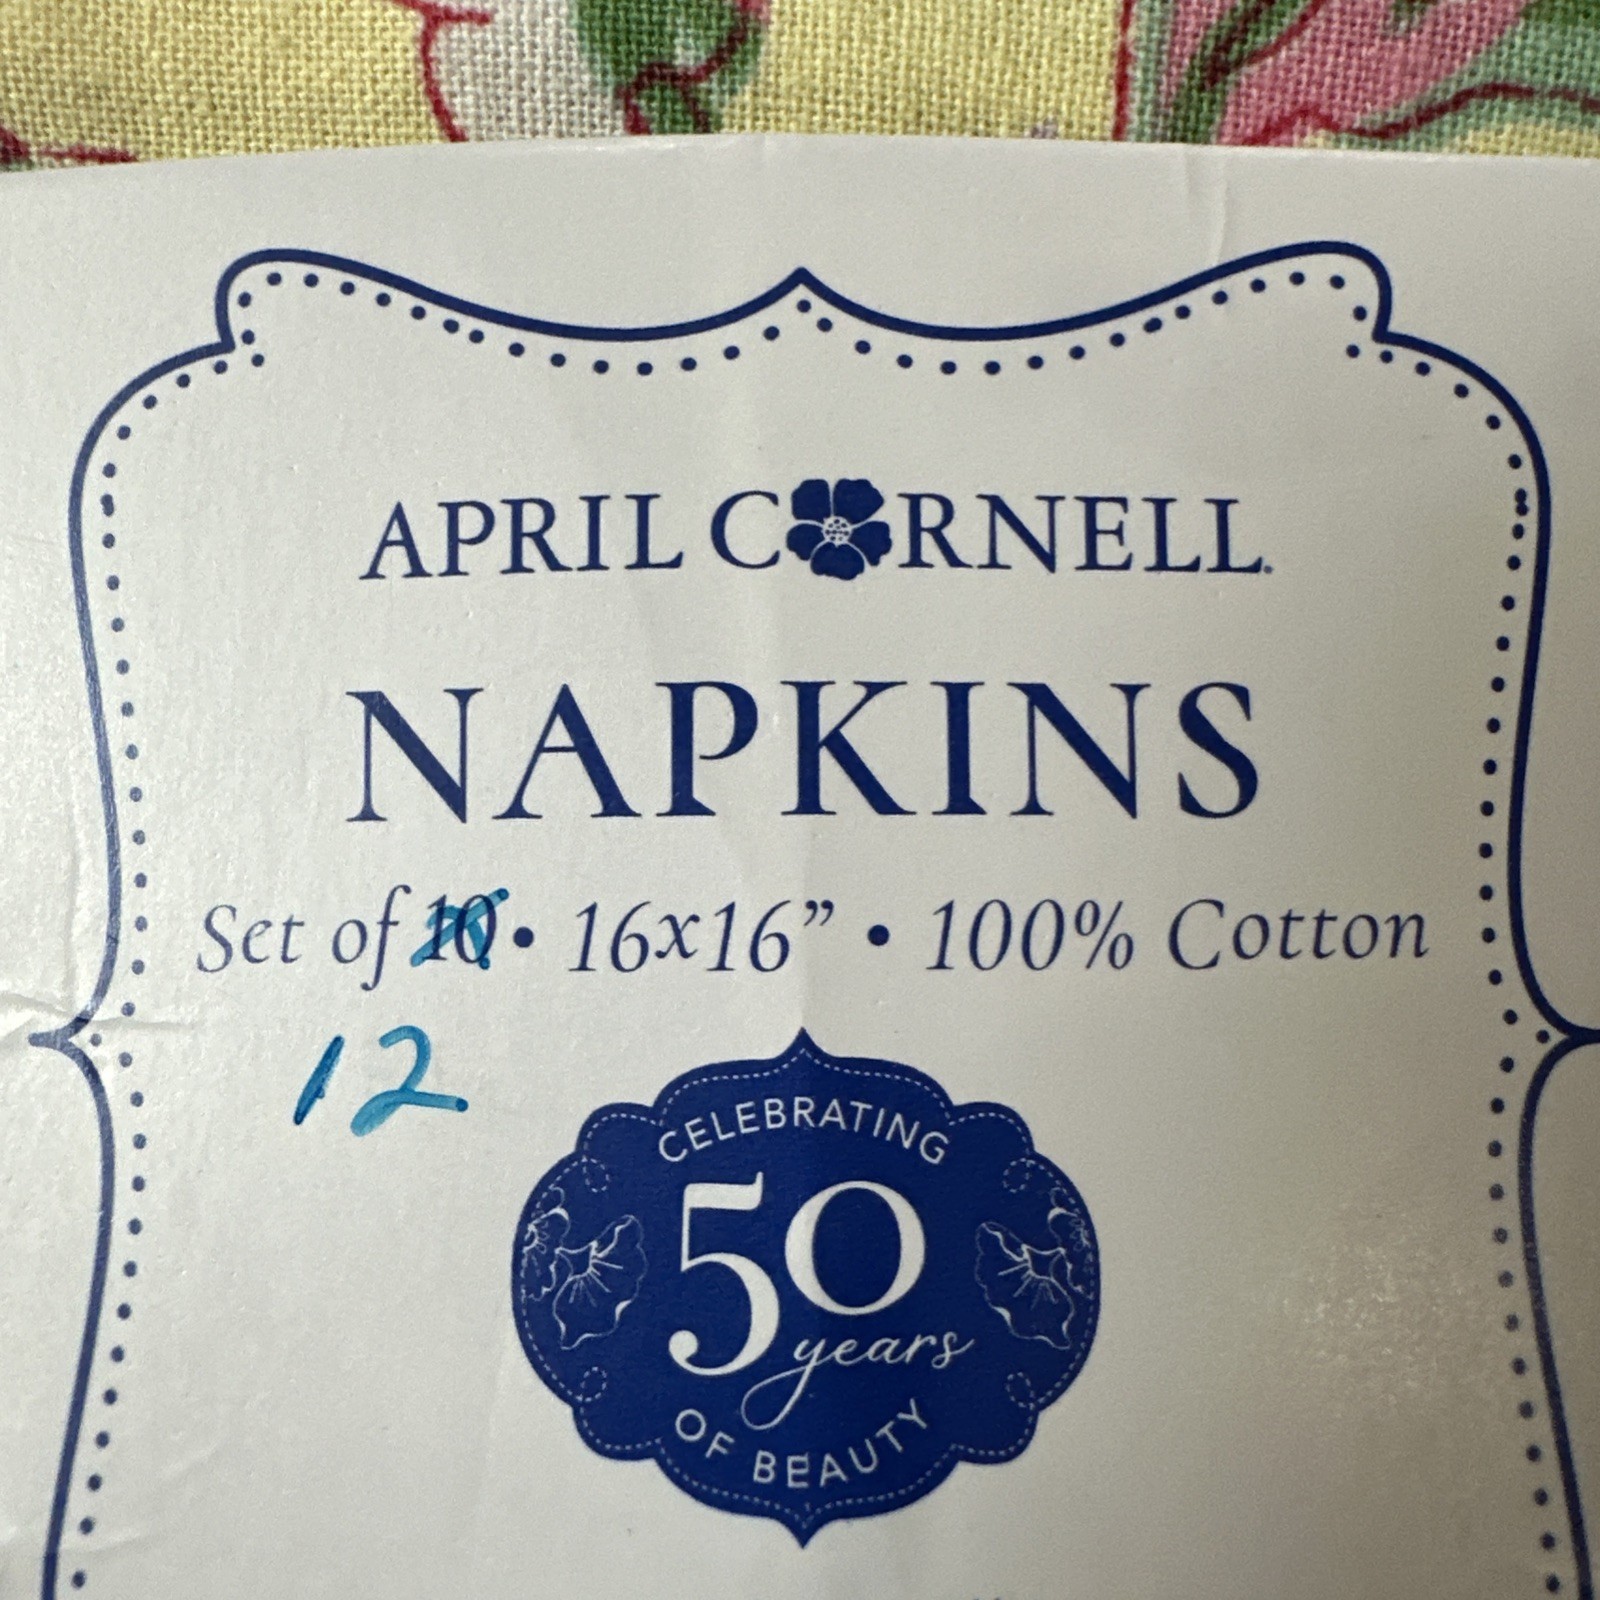 APRIL CORNELL
NAPKINS
Set of 10 • 16x16” • 100% Cotton
12
CELEBRATING
50
years
OF BEAUTY